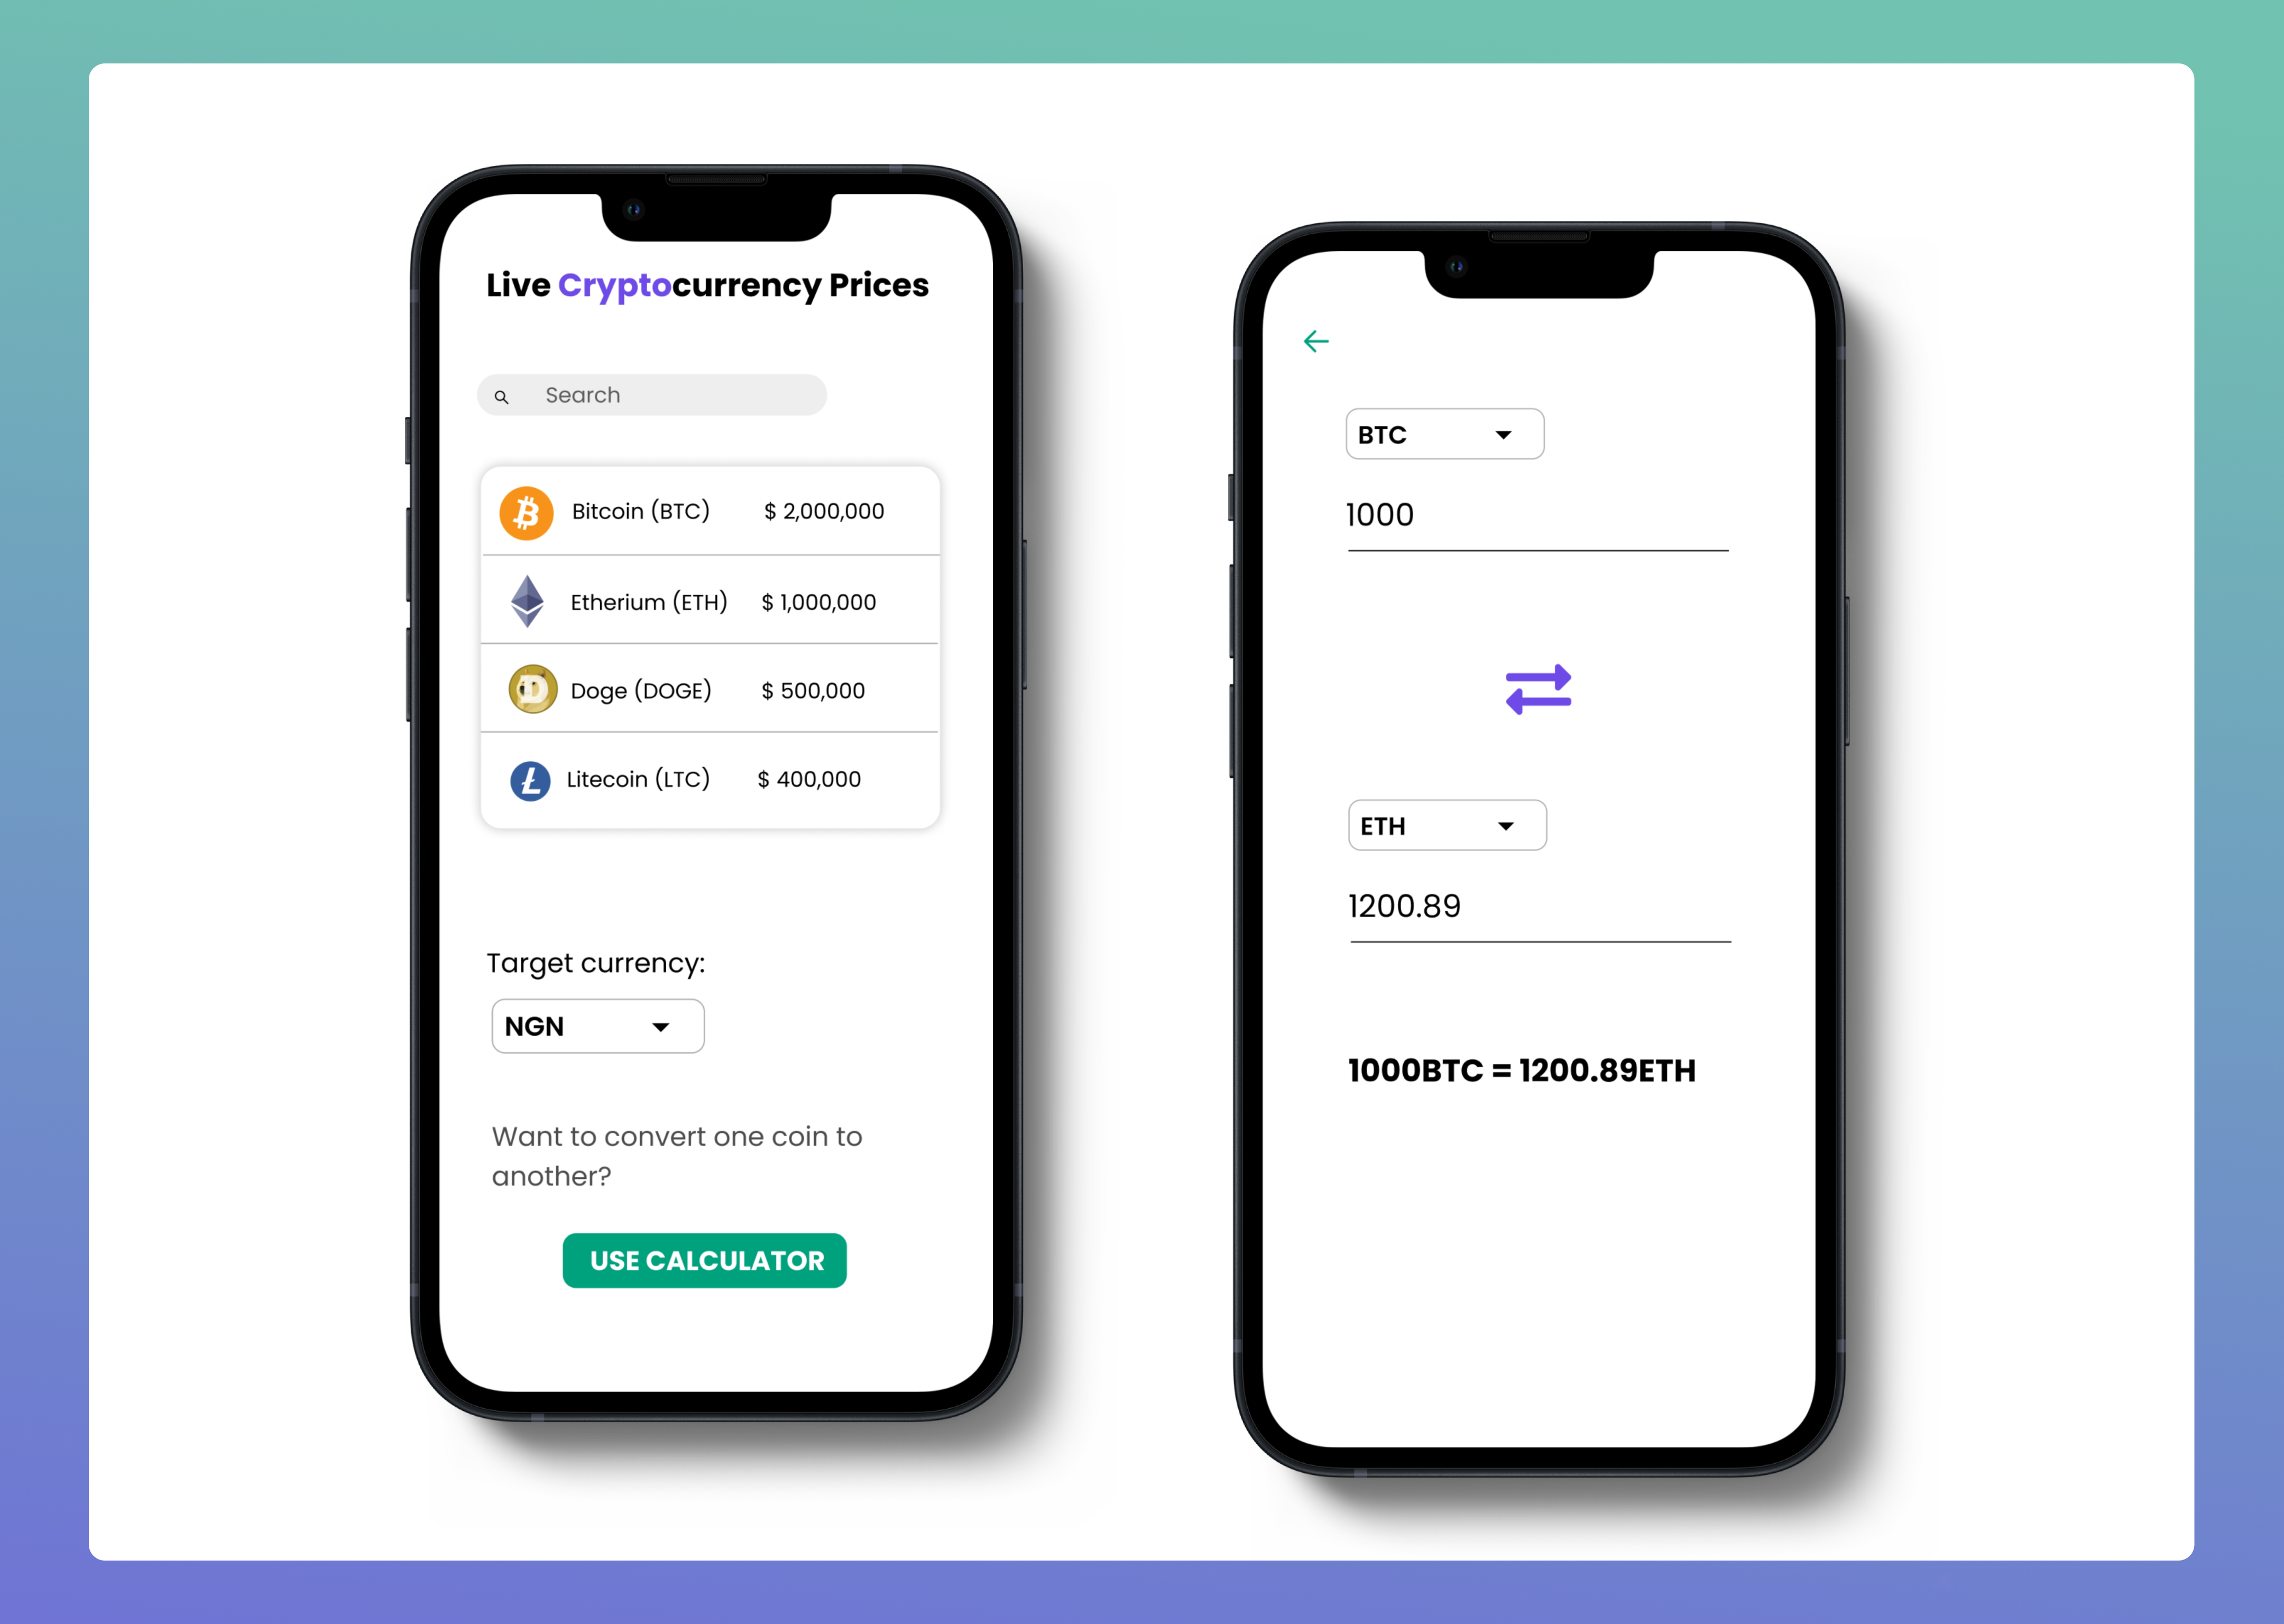 Live Cryptocurrency Prices
Search
Bitcoin (BTC) $ 2,000,000
Etherium (ETH) $ 1,000,000
Doge (DOGE) $ 500,000
Litecoin (LTC) $ 400,000
Target currency:
NGN
Want to convert one coin to
another?
USE CALCULATOR
BTC
1000
ETH
1200.89
1000BTC = 1200.89ETH